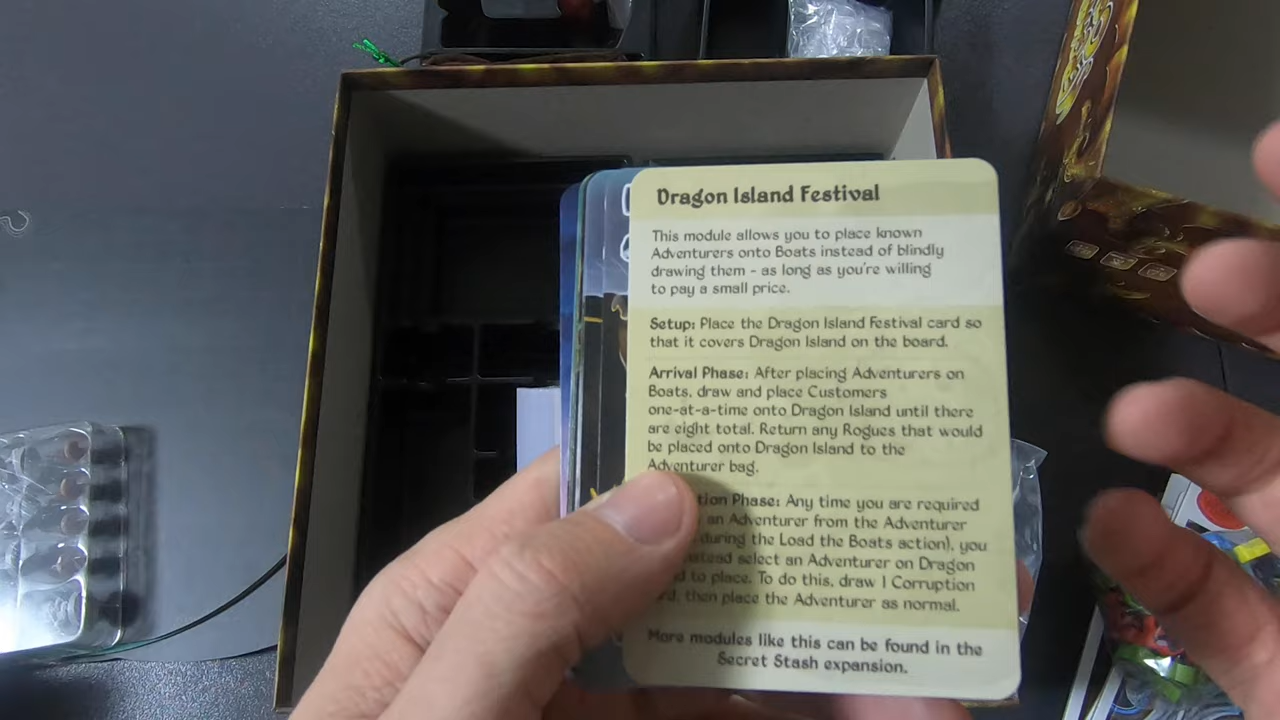 Dragon Island Festival
This module allows you to place known
Adventurers onto Boats instead of blindly
drawing them - as long as you're willing
to pay a small price.
Setup: Place the Dragon Island Festival card so
that it covers Dragon Island on the board.
Arrival Phase: After placing Adventurers on
Boats, draw and place Customers
one-at-a-time onto Dragon Island until there
are eight total. Return any Rogues that would
be placed onto Dragon Island to the
Adventurer bag.
Phase: Any time you are required
an Adventurer from the Adventurer
during the Load the Boats action), you
select an Adventurer on Dragon
to place. To do this, draw 1 Corruption
then place the Adventurer as normal.
More modules like this can be found in the
Secret Stash expansion.